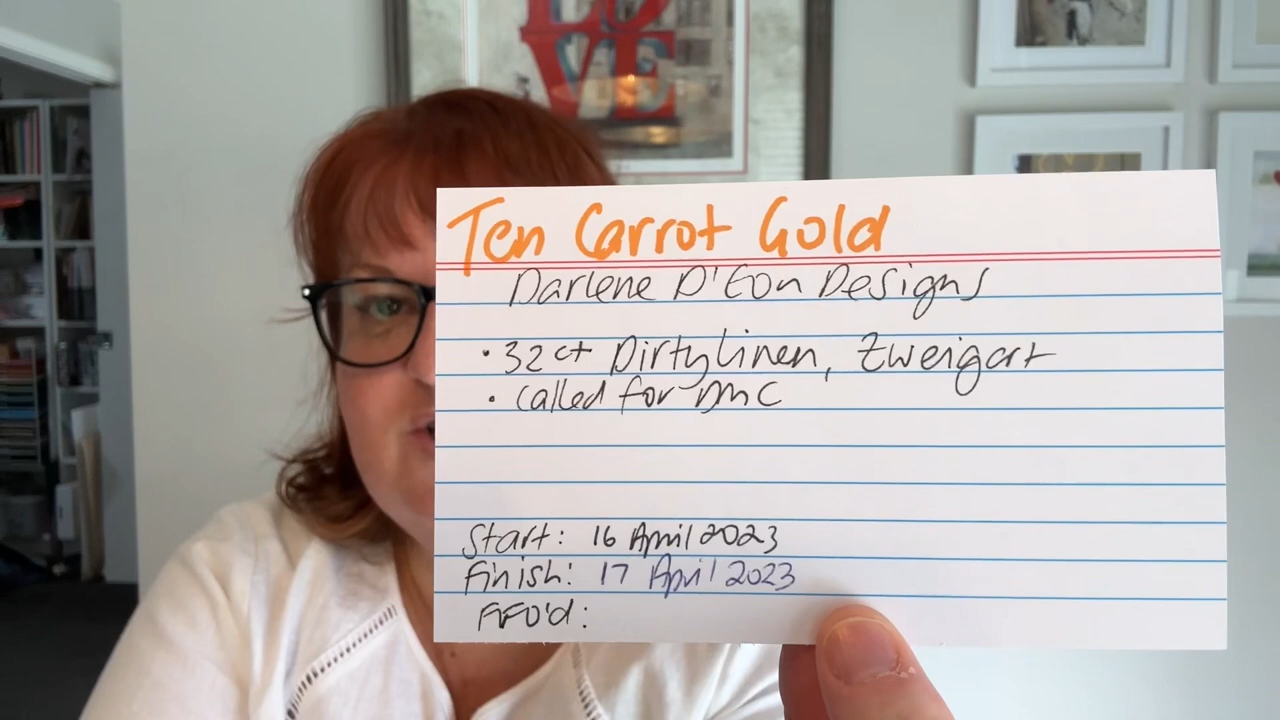 LOVE
Ten Carrot Gold
Darlene D'Eon Designs
• 32ct Dirty Linen, Zweigart
• called for DMC
Start: 16 April 2023
Finish: 17 April 2023
FFO'd: